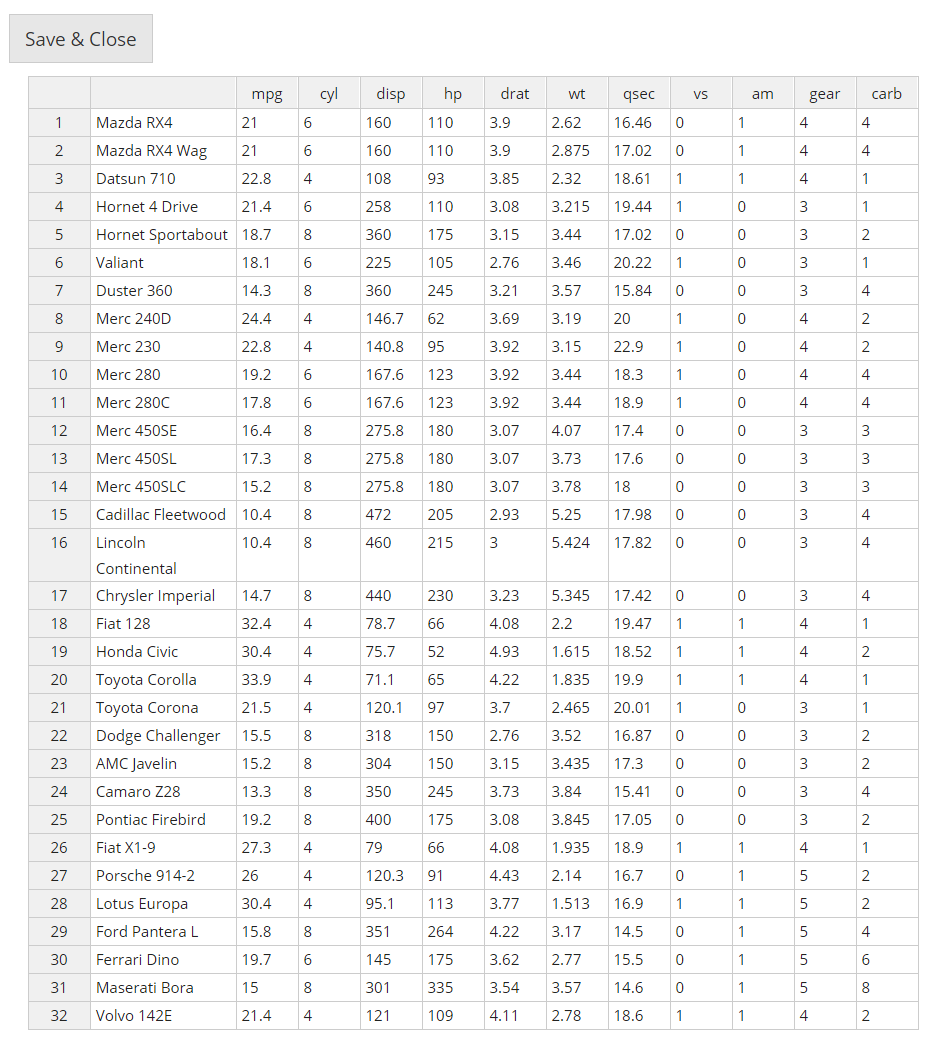 Save & Close
mpg cyl disp hp drat wt qsec vs am gear carb
1 Mazda RX4 21 6 160 110 3.9 2.62 16.46 0 1 4 4
2 Mazda RX4 Wag 21 6 160 110 3.9 2.875 17.02 0 1 4 4
3 Datsun 710 22.8 4 108 93 3.85 2.32 18.61 1 1 4 1
4 Hornet 4 Drive 21.4 6 258 110 3.08 3.215 19.44 1 0 3 1
5 Hornet Sportabout 18.7 8 360 175 3.15 3.44 17.02 0 0 3 2
6 Valiant 18.1 6 225 105 2.76 3.46 20.22 1 0 3 1
7 Duster 360 14.3 8 360 245 3.21 3.57 15.84 0 0 3 4
8 Merc 240D 24.4 4 146.7 62 3.69 3.19 20 1 0 4 2
9 Merc 230 22.8 4 140.8 95 3.92 3.15 22.9 1 0 4 2
10 Merc 280 19.2 6 167.6 123 3.92 3.44 18.3 1 0 4 4
11 Merc 280C 17.8 6 167.6 123 3.92 3.44 18.9 1 0 4 4
12 Merc 450SE 16.4 8 275.8 180 3.07 4.07 17.4 0 0 3 3
13 Merc 450SL 17.3 8 275.8 180 3.07 3.73 17.6 0 0 3 3
14 Merc 450SLC 15.2 8 275.8 180 3.07 3.78 18 0 0 3 3
15 Cadillac Fleetwood 10.4 8 472 205 2.93 5.25 17.98 0 0 3 4
16 Lincoln 10.4 8 460 215 3 5.424 17.82 0 0 3 4
Continental
17 Chrysler Imperial 14.7 8 440 230 3.23 5.345 17.42 0 0 3 4
18 Fiat 128 32.4 4 78.7 66 4.08 2.2 19.47 1 1 4 1
19 Honda Civic 30.4 4 75.7 52 4.93 1.615 18.52 1 1 4 2
20 Toyota Corolla 33.9 4 71.1 65 4.22 1.835 19.9 1 1 4 1
21 Toyota Corona 21.5 4 120.1 97 3.7 2.465 20.01 1 0 3 1
22 Dodge Challenger 15.5 8 318 150 2.76 3.52 16.87 0 0 3 2
23 AMC Javelin 15.2 8 304 150 3.15 3.435 17.3 0 0 3 2
24 Camaro Z28 13.3 8 350 245 3.73 3.84 15.41 0 0 3 4
25 Pontiac Firebird 19.2 8 400 175 3.08 3.845 17.05 0 0 3 2
26 Fiat X1-9 27.3 4 79 66 4.08 1.935 18.9 1 1 4 1
27 Porsche 914-2 26 4 120.3 91 4.43 2.14 16.7 0 1 5 2
28 Lotus Europa 30.4 4 95.1 113 3.77 1.513 16.9 1 1 5 2
29 Ford Pantera L 15.8 8 351 264 4.22 3.17 14.5 0 1 5 4
30 Ferrari Dino 19.7 6 145 175 3.62 2.77 15.5 0 1 5 6
31 Maserati Bora 15 8 301 335 3.54 3.57 14.6 0 1 5 8
32 Volvo 142E 21.4 4 121 109 4.11 2.78 18.6 1 1 4 2